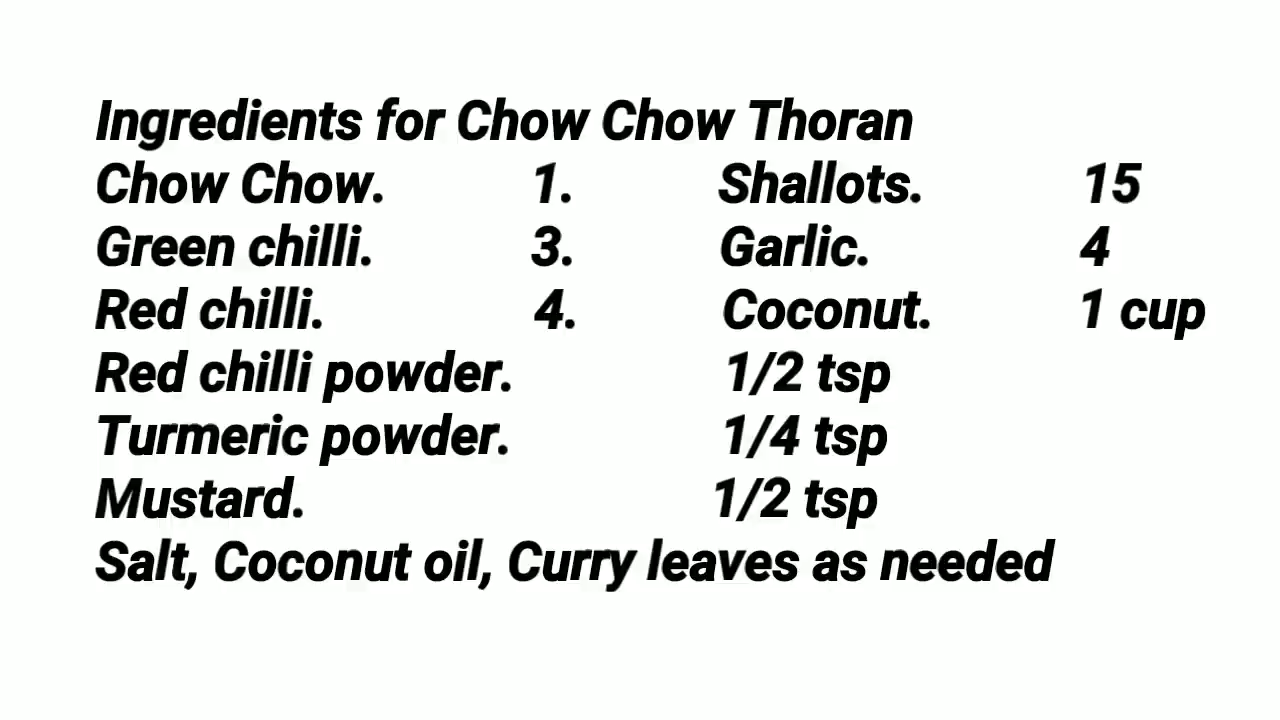 Ingredients for Chow Chow Thoran
Chow Chow. 1. Shallots. 15
Green chilli. 3. Garlic. 4
Red chilli. 4. Coconut. 1 cup
Red chilli powder. 1/2 tsp
Turmeric powder. 1/4 tsp
Mustard. 1/2 tsp
Salt, Coconut oil, Curry leaves as needed